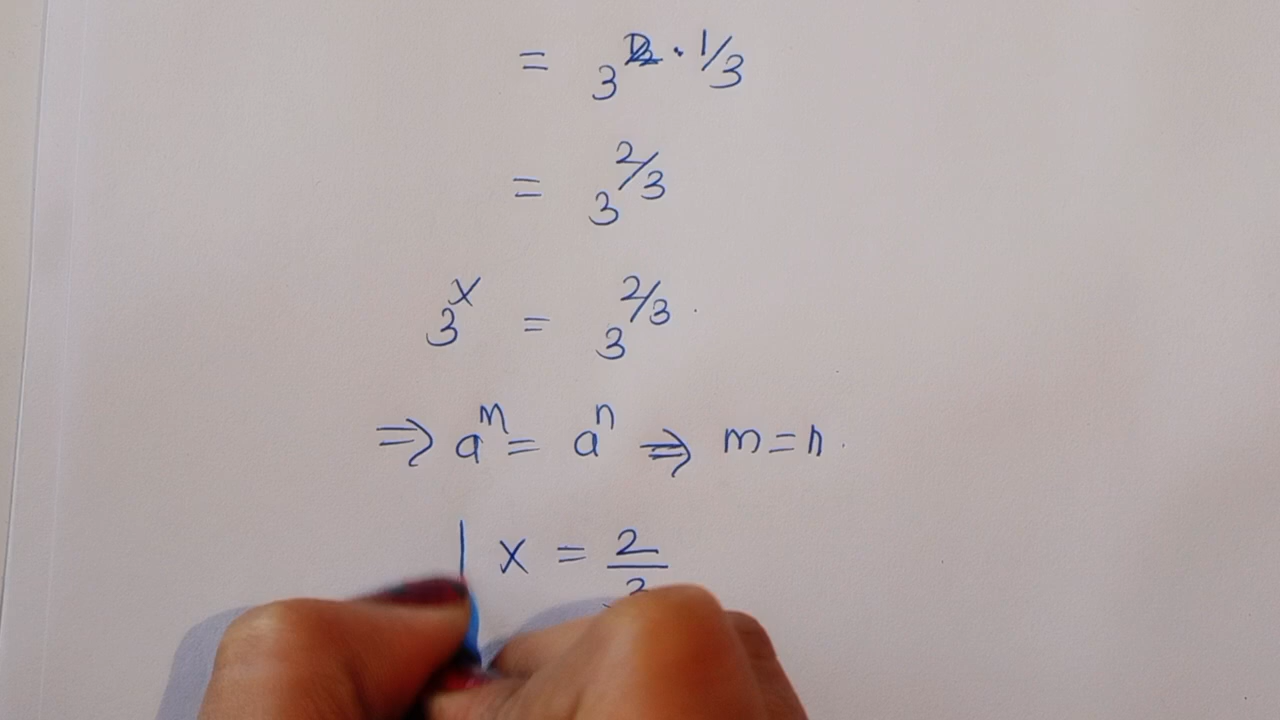 = 3^2 · 1/3
= 3^2/3
3^x = 3^2/3 .
⇒ a^m = a^n ⇒ m = n .
x = 2/3